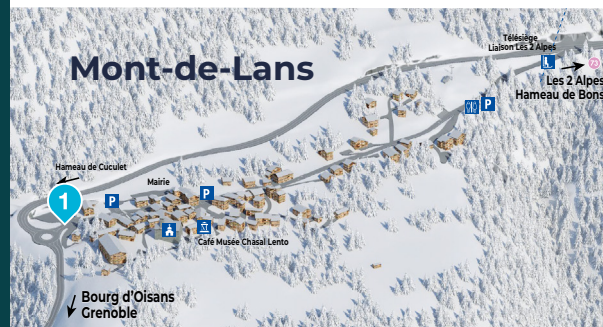 Mont-de-Lans
Télésiège
Liaison Les 2 Alpes
73
Les 2 Alpes
Hameau de Bons
P
Hameau de Cuculet
1
P
Mairie
P
Café Musée Chasal Lento
Bourg d'Oisans
Grenoble